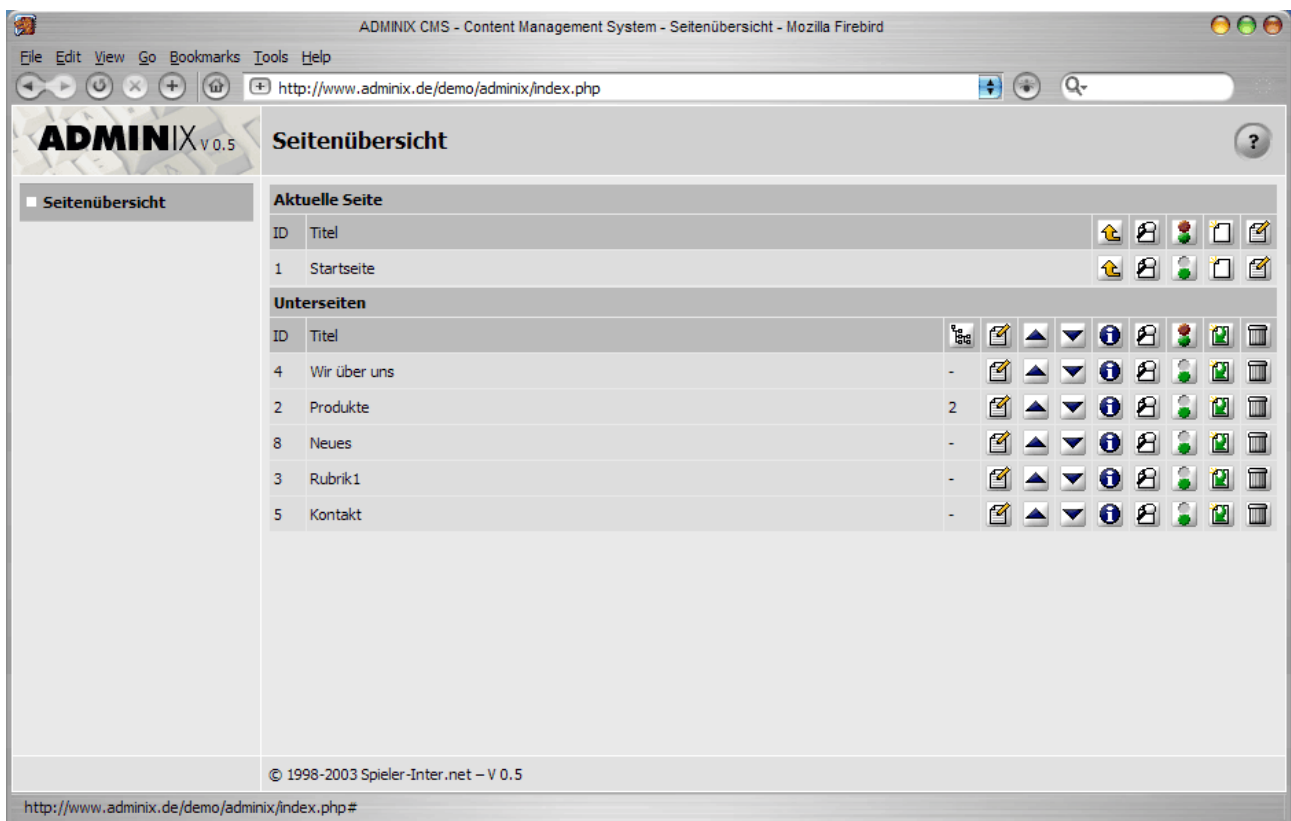 ADMINIX CMS - Content Management System - Seitenübersicht - Mozilla Firebird
File Edit View Go Bookmarks Tools Help
http://www.adminix.de/demo/adminix/index.php
ADMINIX V 0.5
Seitenübersicht
?
Seitenübersicht
Aktuelle Seite
ID Titel
1 Startseite
Unterseiten
ID Titel
4 Wir über uns -
2 Produkte 2
8 Neues -
3 Rubrik1 -
5 Kontakt -
© 1998-2003 Spieler-Inter.net – V 0.5
http://www.adminix.de/demo/adminix/index.php#